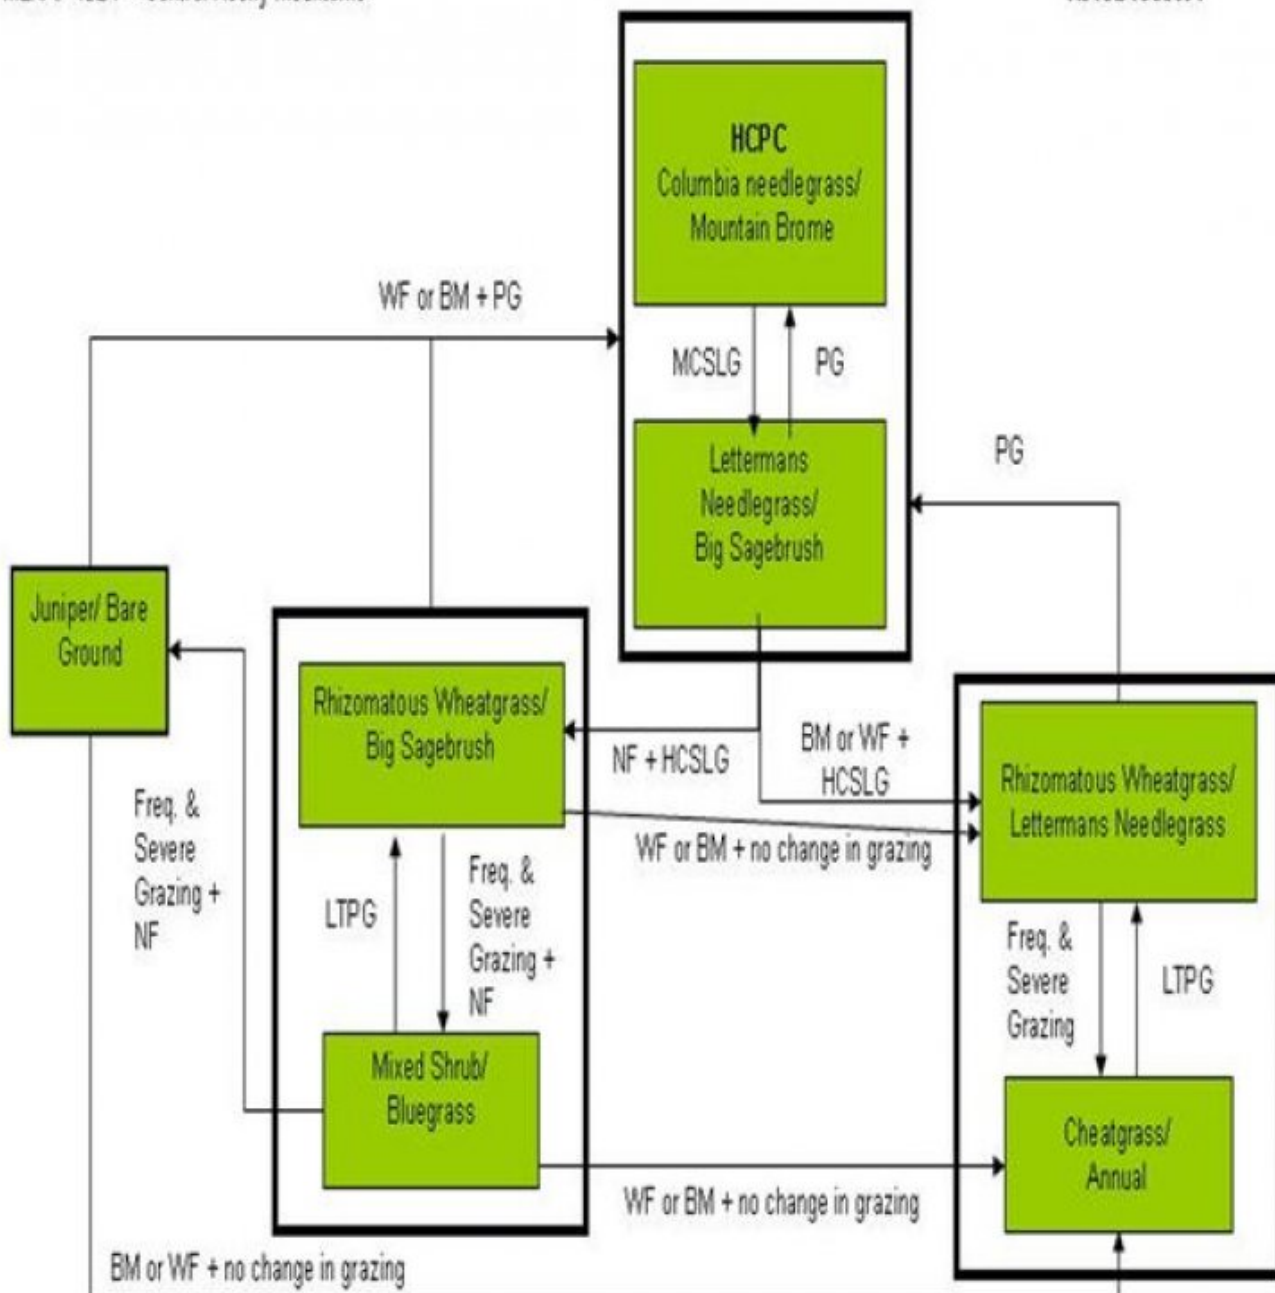 HCPC
Columbia needlegrass/
Mountain Brome
WF or BM + PG
MCSLG
PG
Lettermans
Needlegrass/
Big Sagebrush
PG
Juniper/ Bare
Ground
Rhizomatous Wheatgrass/
Big Sagebrush
NF + HCSLG
BM or WF +
HCSLG
Rhizomatous Wheatgrass/
Lettermans Needlegrass
WF or BM + no change in grazing
Freq. &
Severe
Grazing +
NF
LTPG
Freq. &
Severe
Grazing +
NF
Freq. &
Severe
Grazing
LTPG
Mixed Shrub/
Bluegrass
Cheatgrass/
Annual
WF or BM + no change in grazing
BM or WF + no change in grazing